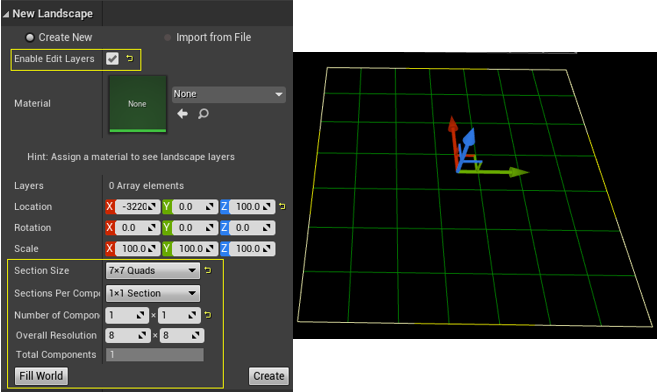 New Landscape
Create New Import from File
Enable Edit Layers
Material None None
Hint: Assign a material to see landscape layers
Layers 0 Array elements
Location X -3220 Y 0.0 Z 100.0
Rotation X 0.0 Y 0.0 Z 0.0
Scale X 100.0 Y 100.0 Z 100.0
Section Size 7×7 Quads
Sections Per Compo 1×1 Section
Number of Compon 1 × 1
Overall Resolution 8 × 8
Total Components 1
Fill World Create